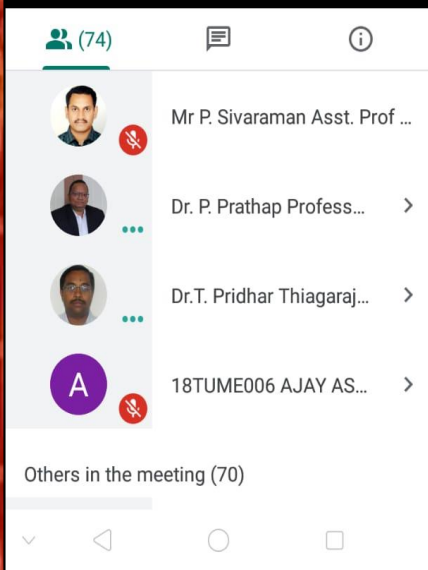 (74)
Mr P. Sivaraman Asst. Prof ...
Dr. P. Prathap Profess...
Dr.T. Pridhar Thiagaraj...
A
18TUME006 AJAY AS...
Others in the meeting (70)